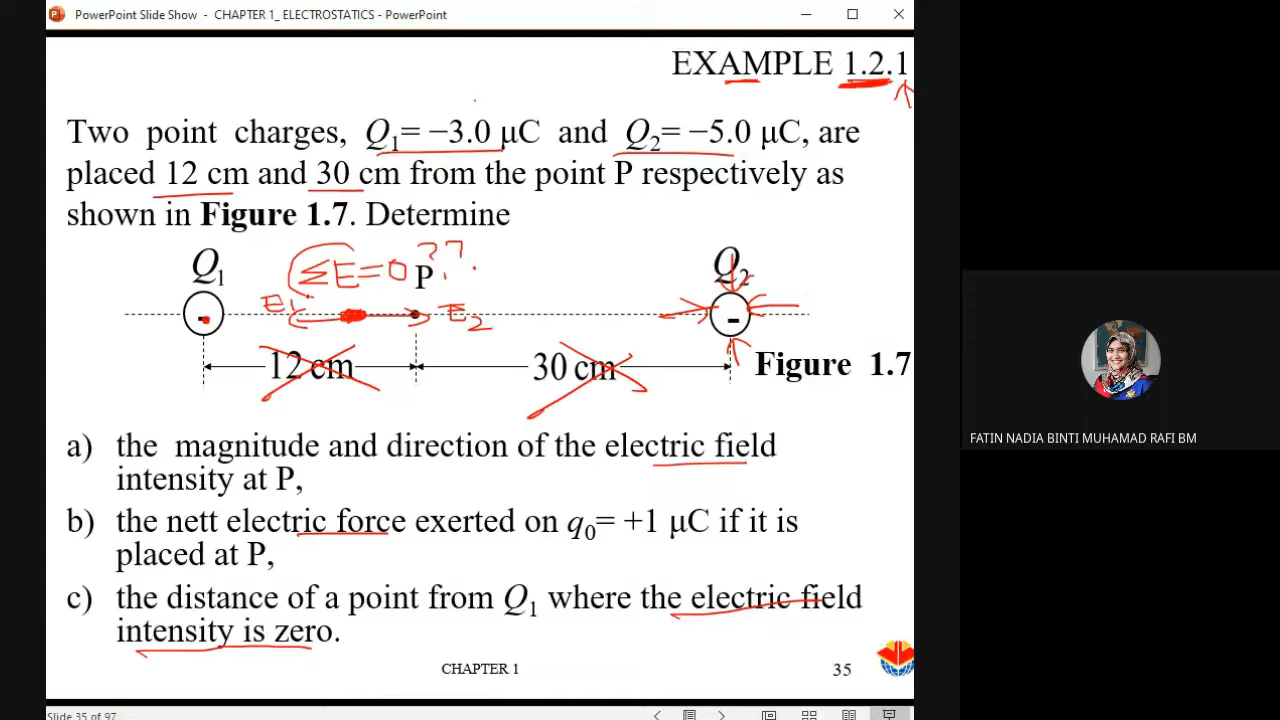 PowerPoint Slide Show - CHAPTER 1_ ELECTROSTATICS - PowerPoint
EXAMPLE 1.2.1
Two point charges, Q₁= −3.0 μC and Q₂= −5.0 μC, are
placed 12 cm and 30 cm from the point P respectively as
shown in Figure 1.7. Determine
Q₁ ΣE=0 P ??. Q₂
E₁ E₂
- -
12 cm 30 cm Figure 1.7
a) the magnitude and direction of the electric field
intensity at P,
b) the nett electric force exerted on q₀= +1 μC if it is
placed at P,
c) the distance of a point from Q₁ where the electric field
intensity is zero.
CHAPTER 1 35
Slide 35 of 97
FATIN NADIA BINTI MUHAMAD RAFI BM